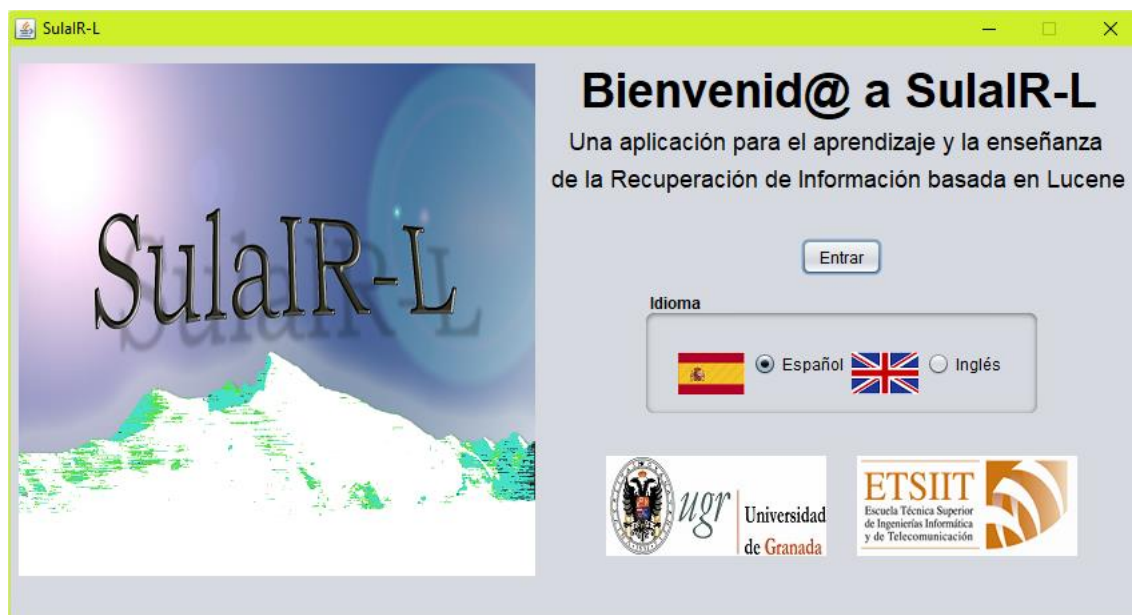 SulaIR-L
Bienvenid@ a SulaIR-L
Una aplicación para el aprendizaje y la enseñanza
de la Recuperación de Información basada en Lucene
SulaIR-L
Entrar
Idioma
Español
Inglés
ugr
Universidad
de Granada
ETSIIT
Escuela Técnica Superior
de Ingenierías Informática
y de Telecomunicación